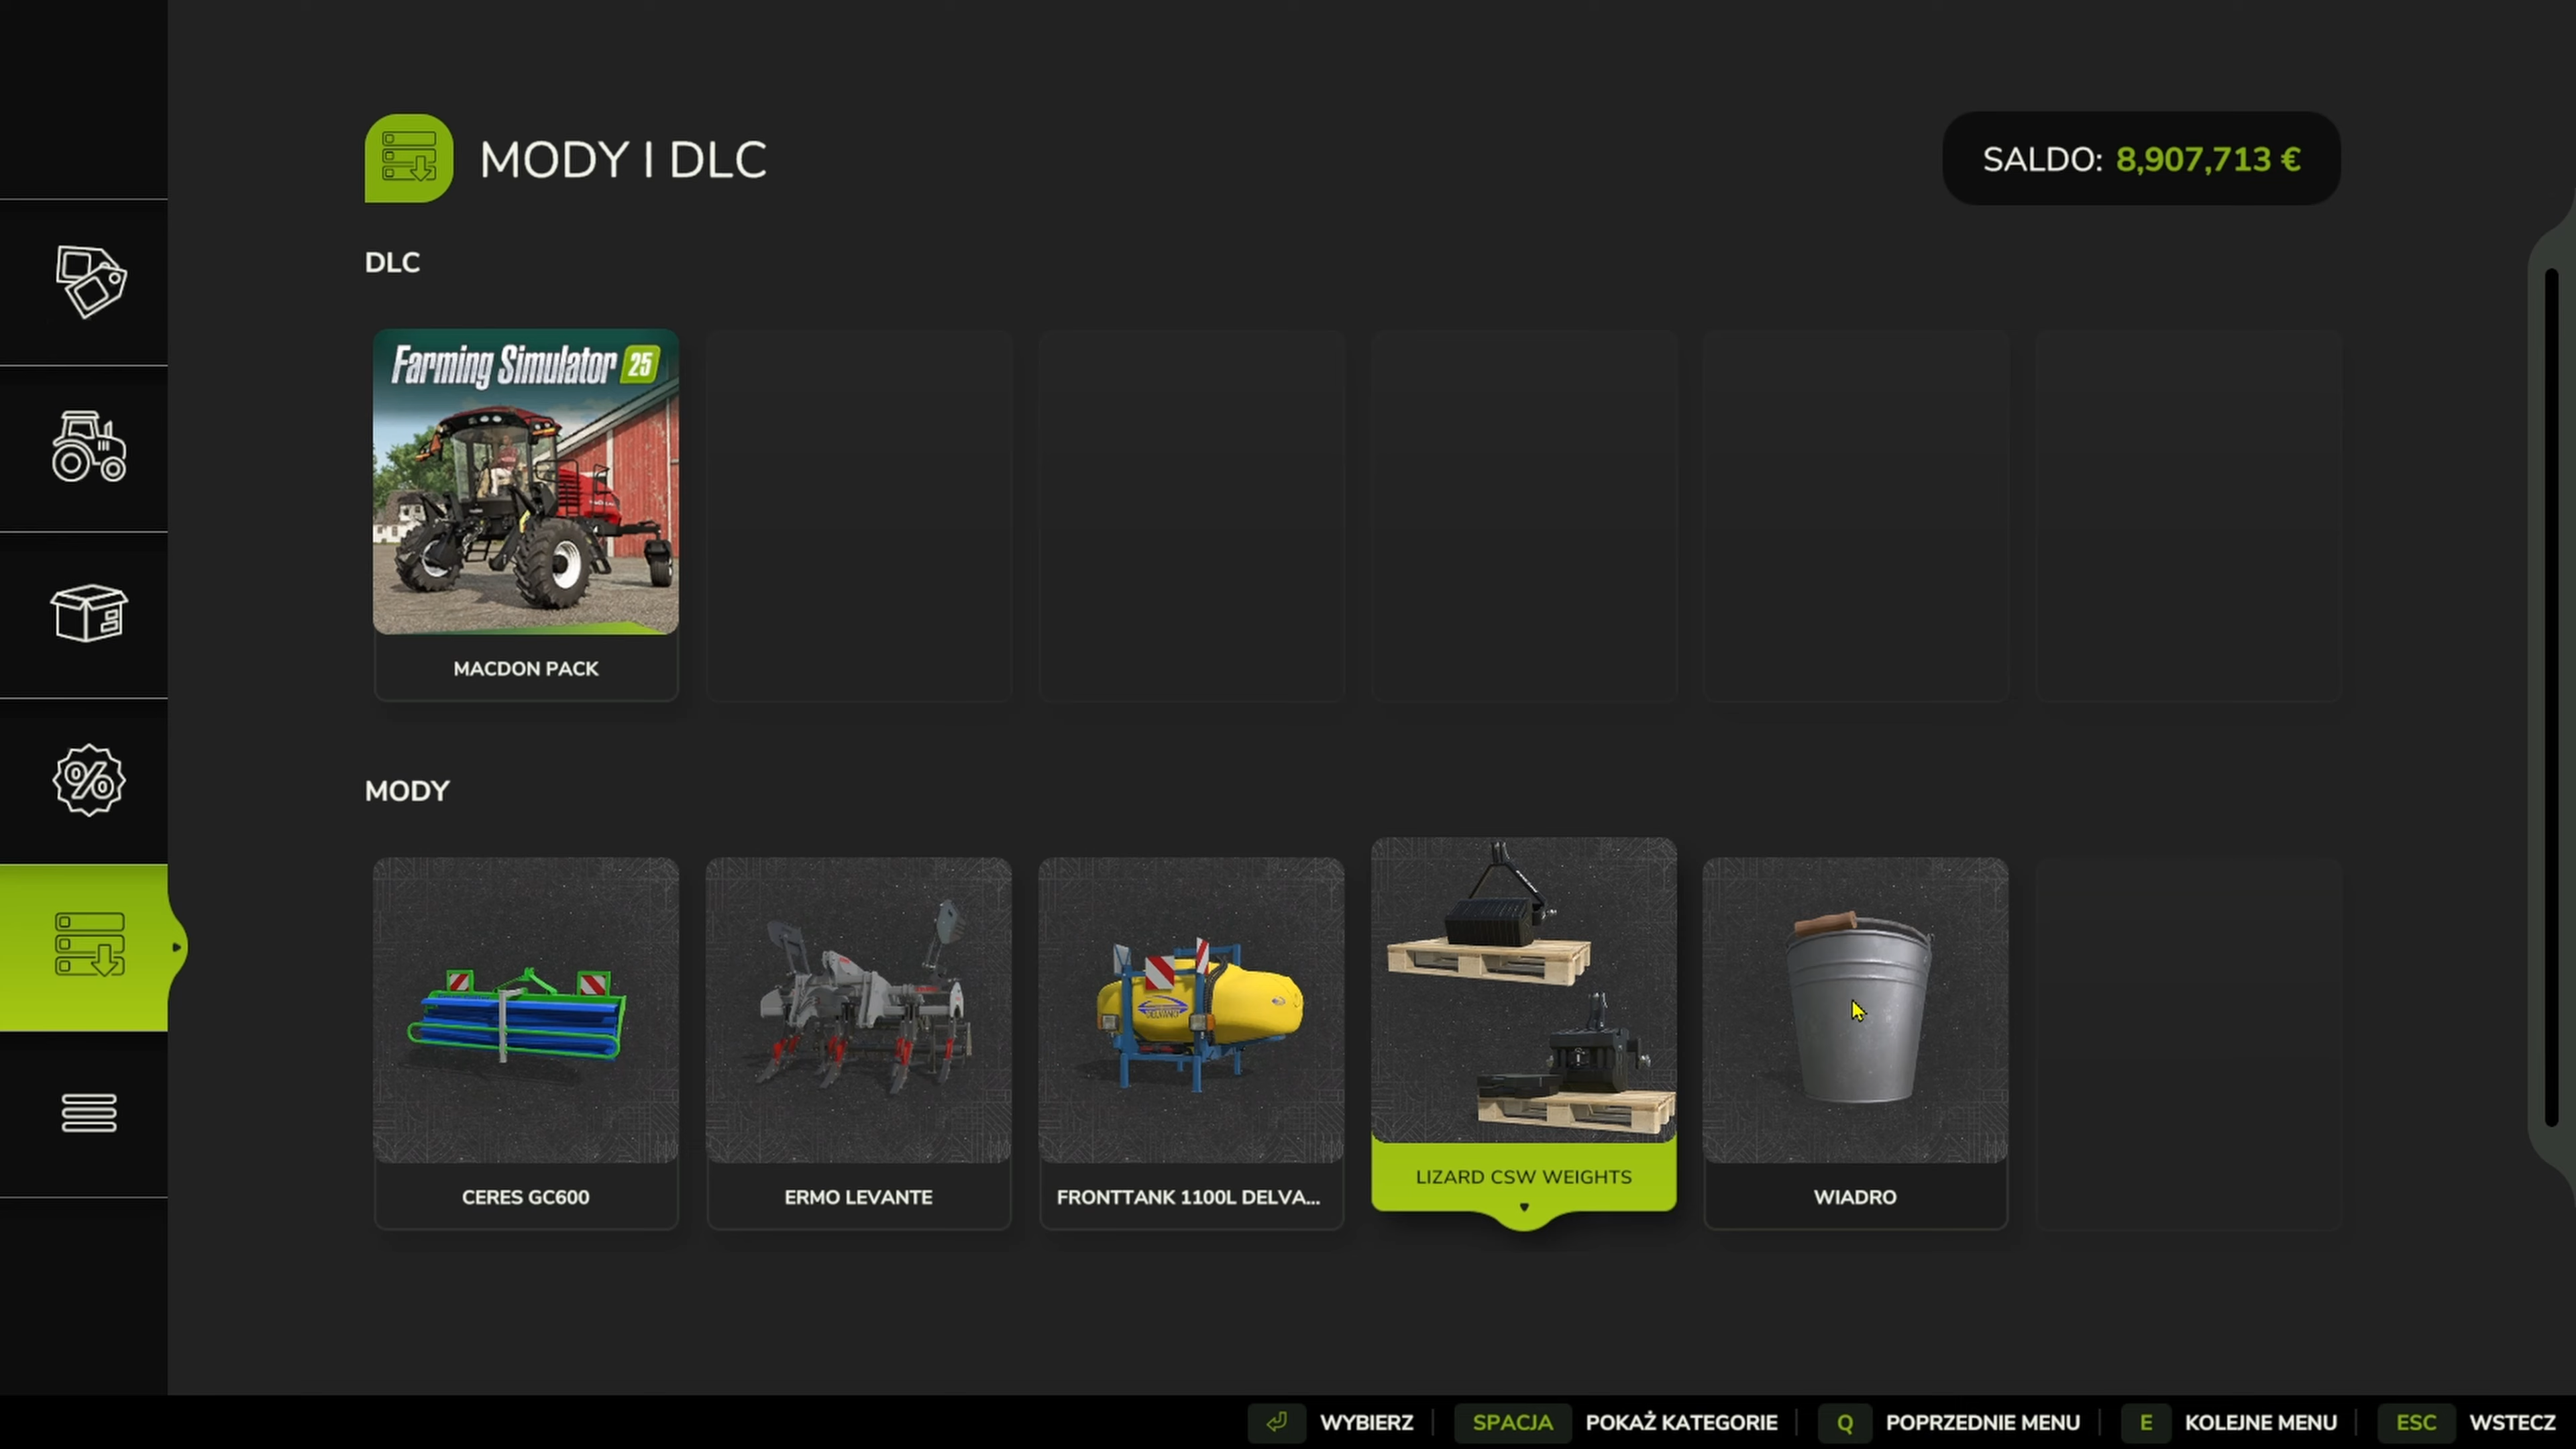 MODY I DLC
SALDO: 8,907,713 €
DLC
Farming Simulator 25
MACDON PACK
MODY
CERES GC600
ERMO LEVANTE
FRONTTANK 1100L DELVA...
LIZARD CSW WEIGHTS
WIADRO
WYBIERZ
SPACJA POKAŻ KATEGORIE
Q POPRZEDNIE MENU
E KOLEJNE MENU
ESC WSTECZ